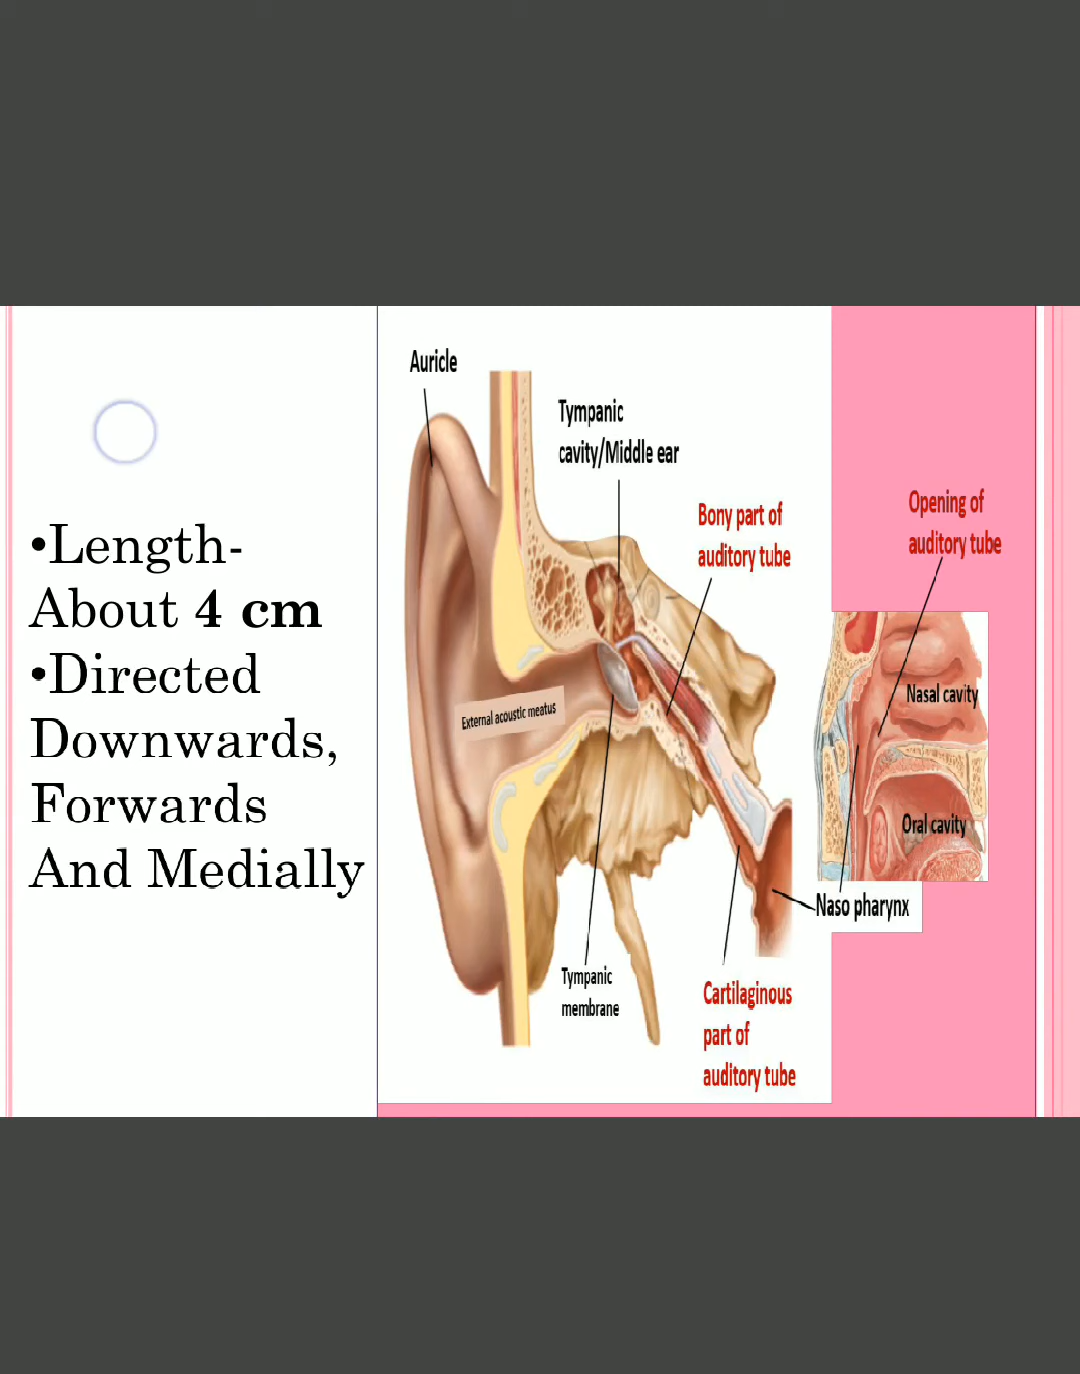 •Length-
About 4 cm
•Directed
Downwards,
Forwards
And Medially
Auricle
Tympanic
cavity/Middle ear
Bony part of
auditory tube
Opening of
auditory tube
External acoustic meatus
Nasal cavity
Oral cavity
Naso pharynx
Tympanic
membrane
Cartilaginous
part of
auditory tube